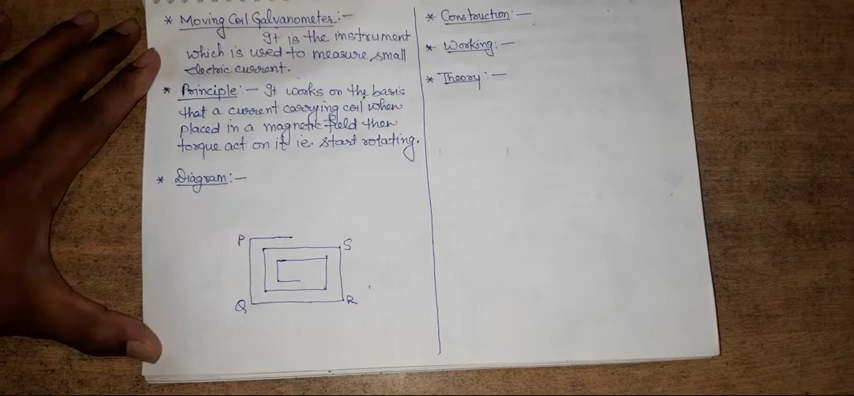 * Moving Coil Galvanometer:-
It is the instrument
which is used to measure small
electric current.
* Principle:- It works on the basis
that a current carrying coil when
placed in a magnetic field then
torque act on it ie. start rotating.
* Diagram:-
P
S
Q
R
* Construction:-
* Working:-
* Theory:-